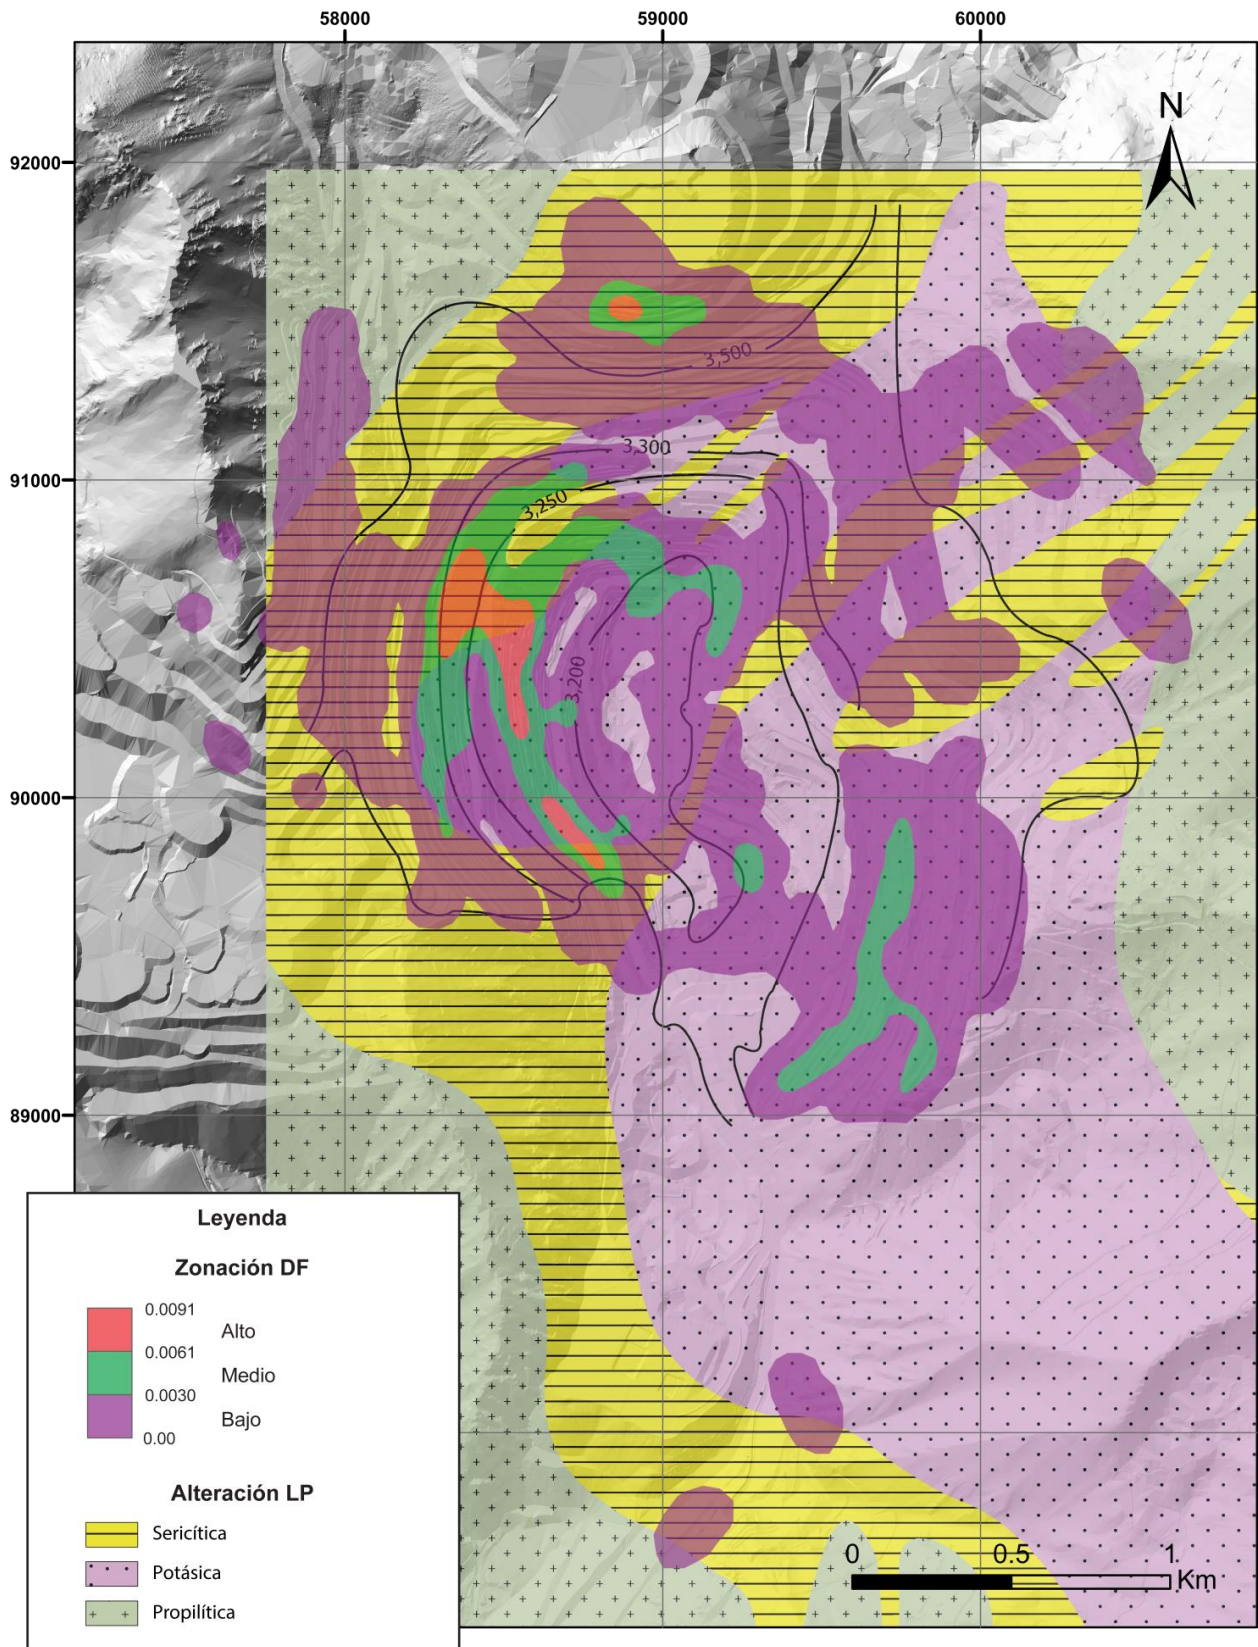 58000
59000
60000
N
92000
3,500
3,300
91000
3,250
3,200
90000
89000
Leyenda
Zonación DF
0.0091
Alto
0.0061
Medio
0.0030
Bajo
0.00
Alteración LP
Sericítica
Potásica
Propilítica
0 0.5 1
Km